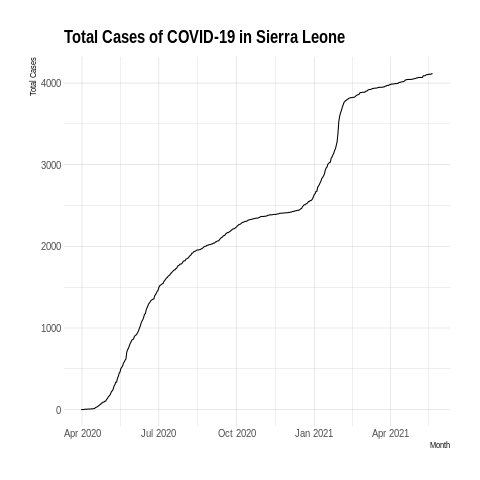 Total Cases of COVID-19 in Sierra Leone
Total Cases
4000
3000
2000
1000
0
Apr 2020 Jul 2020 Oct 2020 Jan 2021 Apr 2021
Month